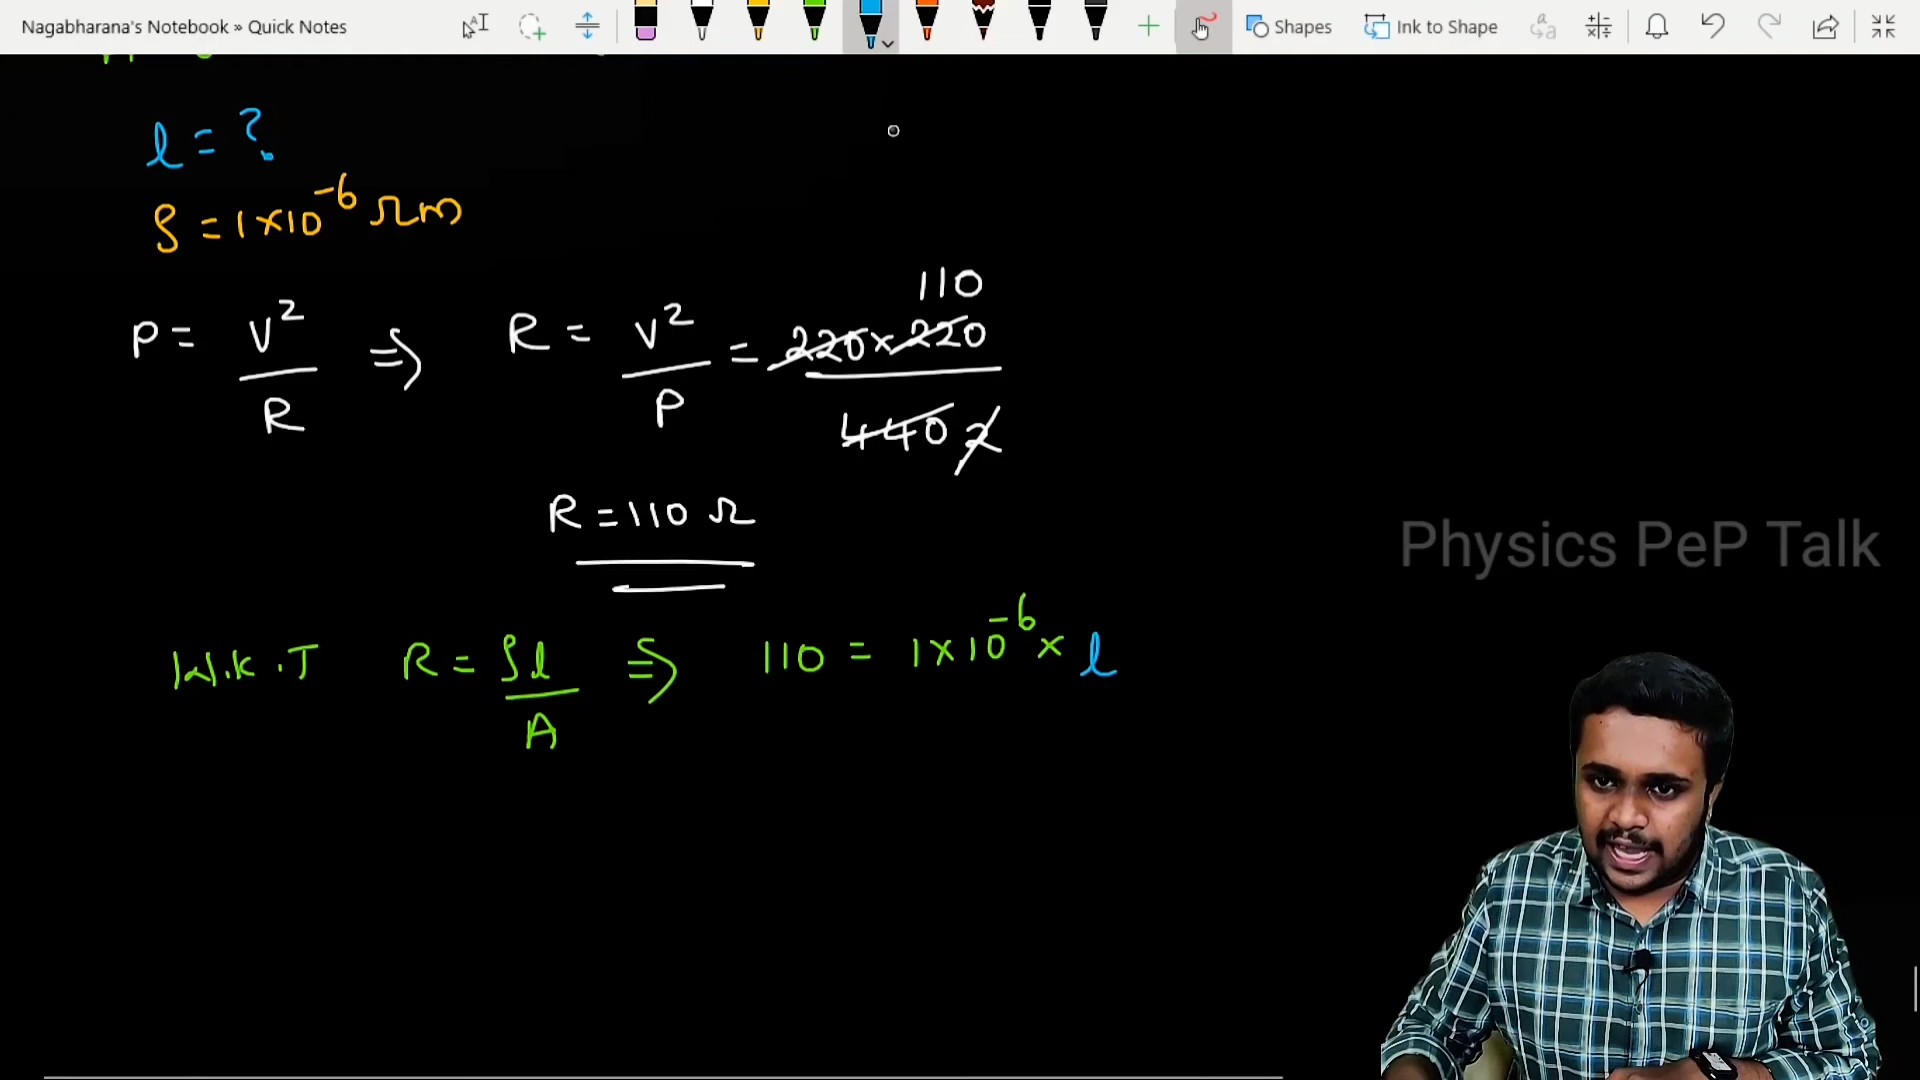 Nagabharana's Notebook » Quick Notes
Shapes
Ink to Shape
l = ?
ρ = 1×10⁻⁶ Ωm
P = V²/R ⇒ R = V²/P = 220×220/440 110 2
R = 110 Ω
Physics PeP Talk
W.K.T R = ρl/A ⇒ 110 = 1×10⁻⁶ × l